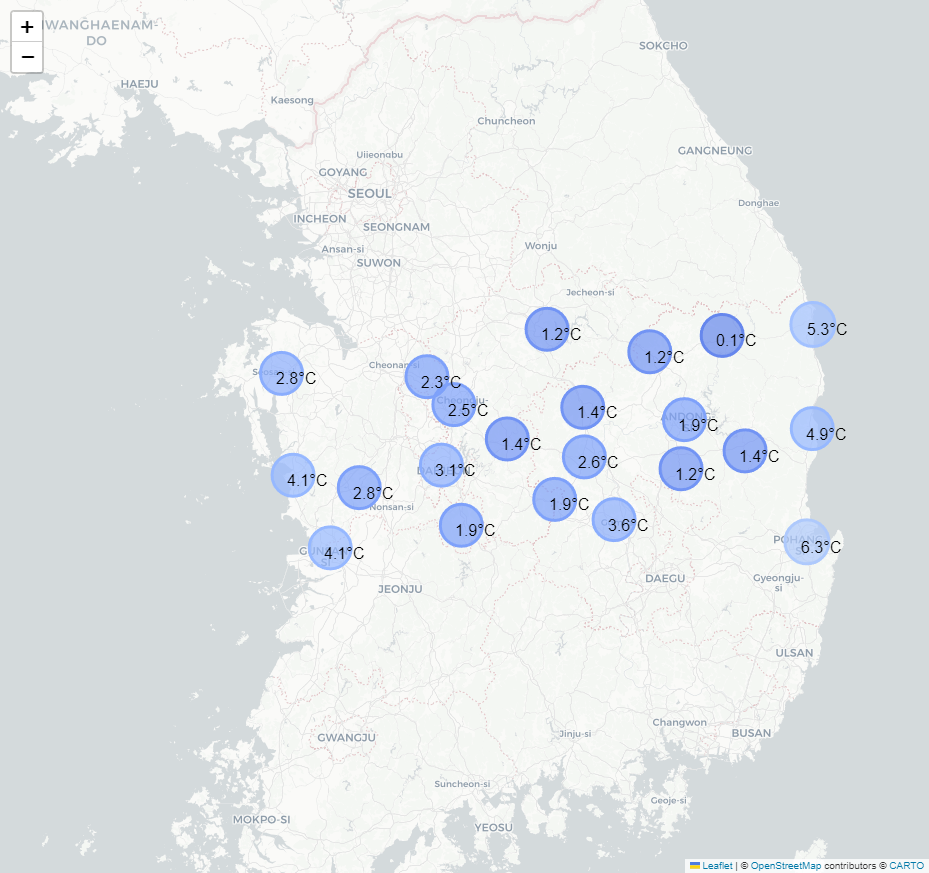 +
−
HWANGHAENAM-
DO
SOKCHO
HAEJU
Kaesong
Chuncheon
GANGNEUNG
Uijeongbu
GOYANG
SEOUL
Donghae
INCHEON
SEONGNAM
Ansan-si
Wonju
SUWON
Jecheon-si
5.3°C
1.2°C
0.1°C
1.2°C
Cheonan-si
2.8°C
2.3°C
2.5°C
1.4°C
ANDONG
1.9°C
4.9°C
1.4°C
1.4°C
2.6°C
3.1°C
1.2°C
4.1°C
2.8°C
Nonsan-si
1.9°C
1.9°C
3.6°C
POHANG-
SI
6.3°C
4.1°C
DAEGU
Gyeongju-
si
JEONJU
ULSAN
Changwon
BUSAN
Jinju-si
GWANGJU
Suncheon-si
Geoje-si
MOKPO-SI
YEOSU
Leaflet | © OpenStreetMap contributors © CARTO